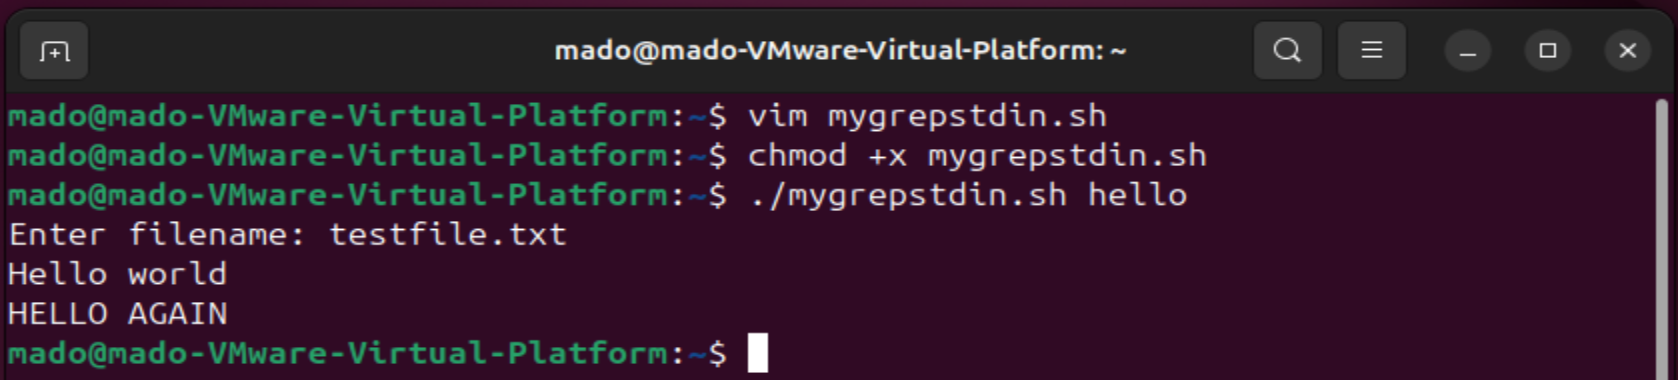 mado@mado-VMware-Virtual-Platform: ~
mado@mado-VMware-Virtual-Platform:~$ vim mygrepstdin.sh
mado@mado-VMware-Virtual-Platform:~$ chmod +x mygrepstdin.sh
mado@mado-VMware-Virtual-Platform:~$ ./mygrepstdin.sh hello
Enter filename: testfile.txt
Hello world
HELLO AGAIN
mado@mado-VMware-Virtual-Platform:~$